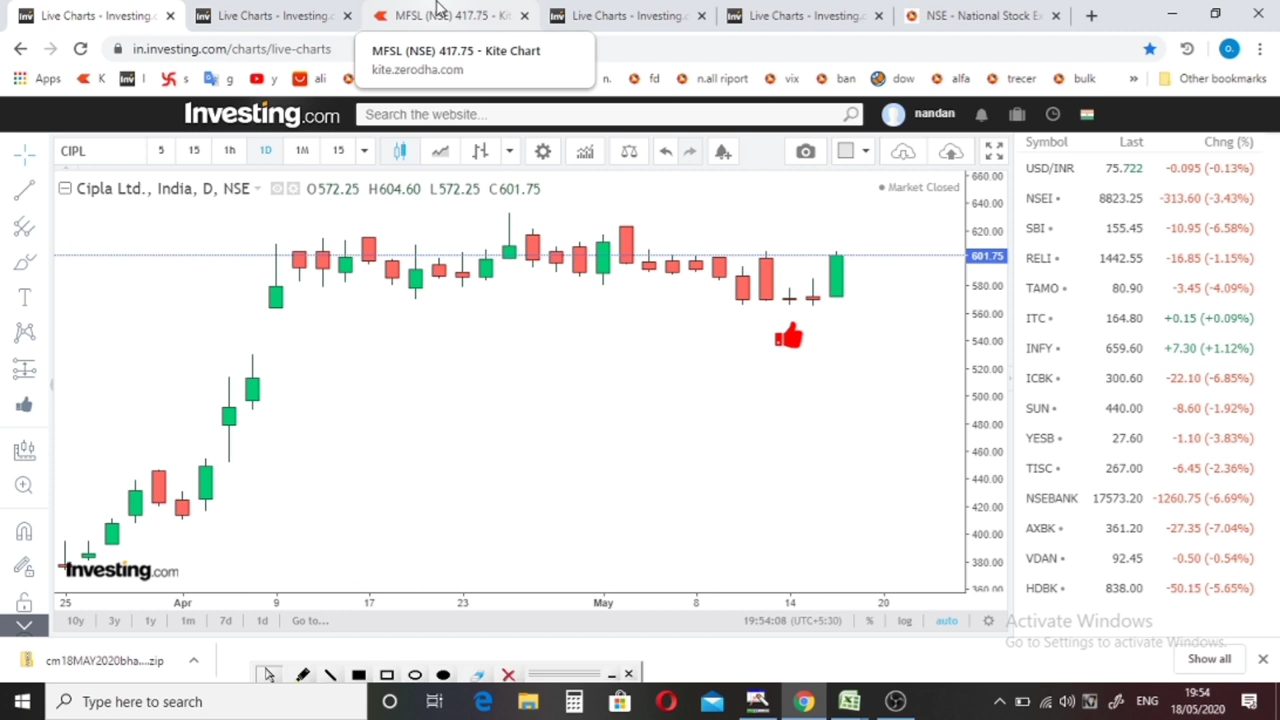 Live Charts - Investing.c
Live Charts - Investing.c
MFSL (NSE) 417.75 - Ki
Live Charts - Investing.c
Live Charts - Investing.c
NSE - National Stock E
in.investing.com/charts/live-charts
MFSL (NSE) 417.75 - Kite Chart
kite.zerodha.com
Apps K I s g y ali n. fd n.all riport vix ban dow alfa trecer bulk » Other bookmarks
Investing.com Search the website... nandan
CIPL 5 15 1h 1D 1M 15
Cipla Ltd., India, D, NSE O572.25 H604.60 L572.25 C601.75
Market Closed
660.00
640.00
620.00
601.75
580.00
560.00
540.00
520.00
500.00
480.00
460.00
440.00
420.00
400.00
380.00
360.00
Investing.com
25 Apr 9 17 23 May 8 14 20
10y 3y 1y 1m 7d 1d Go to... 19:54:08 (UTC+5:30) % log auto
Symbol Last Chng (%)
USD/INR 75.722 -0.095 (-0.13%)
NSEI 8823.25 -313.60 (-3.43%)
SBI 155.45 -10.95 (-6.58%)
RELI 1442.55 -16.85 (-1.15%)
TAMO 80.90 -3.45 (-4.09%)
ITC 164.80 +0.15 (+0.09%)
INFY 659.60 +7.30 (+1.12%)
ICBK 300.60 -22.10 (-6.85%)
SUN 440.00 -8.60 (-1.92%)
YESB 27.60 -1.10 (-3.83%)
TISC 267.00 -6.45 (-2.36%)
NSEBANK 17573.20 -1260.75 (-6.69%)
AXBK 361.20 -27.35 (-7.04%)
VDAN 92.45 -0.50 (-0.54%)
HDBK 838.00 -50.15 (-5.65%)
Activate Windows
Go to Settings to activate Windows.
cm18MAY2020bha....zip
Show all
Type here to search
ENG
19:54
18/05/2020